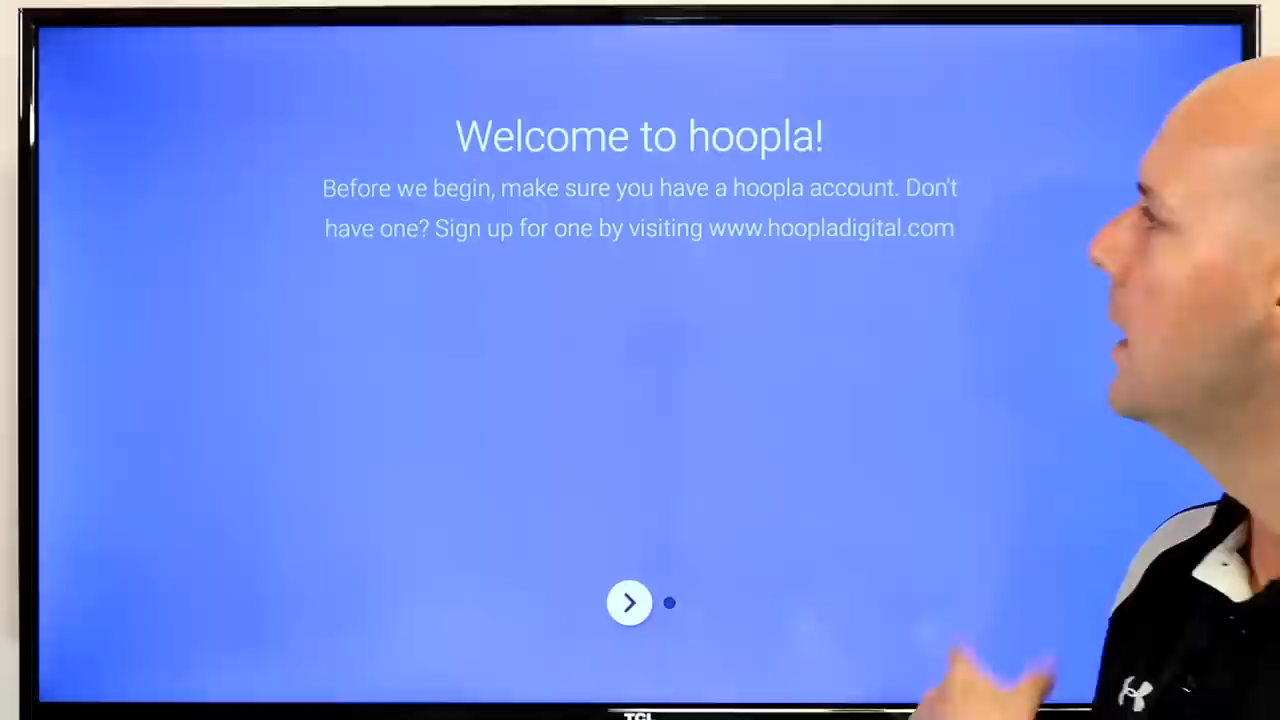 Welcome to hoopla!
Before we begin, make sure you have a hoopla account. Don't
have one? Sign up for one by visiting www.hoopladigital.com
TCL